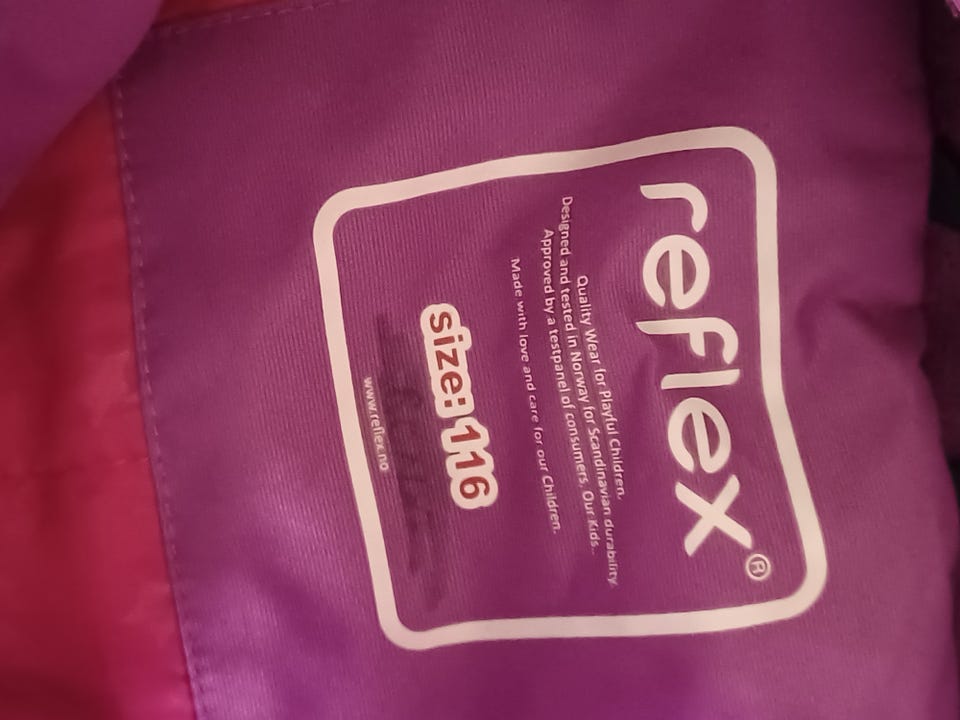 reflex®
Quality Wear for Playful Children.
Designed and tested in Norway for Scandinavian durability.
Approved by a testpanel of consumers, Our Kids..
Made with love and care for our Children.
size: 116
www.reflex.no